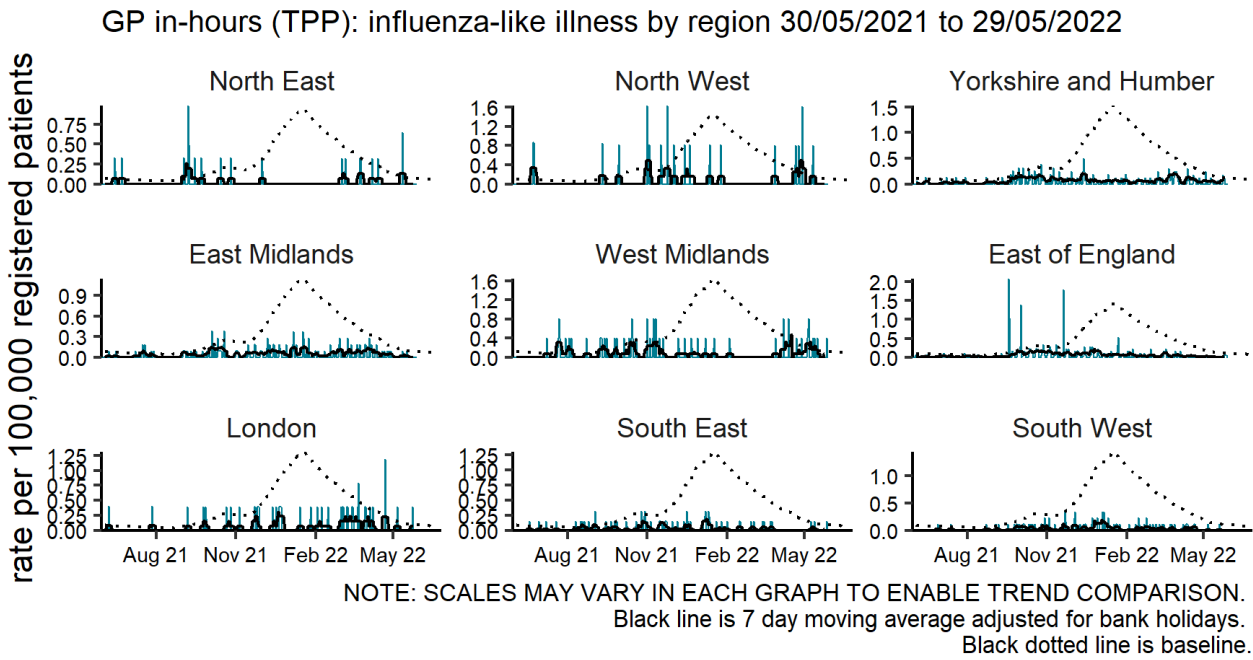 GP in-hours (TPP): influenza-like illness by region 30/05/2021 to 29/05/2022
rate per 100,000 registered patients
North East
0.75
0.50
0.25
0.00
North West
1.6
1.2
0.8
0.4
0.0
Yorkshire and Humber
1.5
1.0
0.5
0.0
East Midlands
0.9
0.6
0.3
0.0
West Midlands
1.6
1.2
0.8
0.4
0.0
East of England
2.0
1.5
1.0
0.5
0.0
London
1.25
1.00
0.75
0.50
0.25
0.00
South East
1.25
1.00
0.75
0.50
0.25
0.00
South West
1.0
0.5
0.0
Aug 21 Nov 21 Feb 22 May 22
Aug 21 Nov 21 Feb 22 May 22
Aug 21 Nov 21 Feb 22 May 22
NOTE: SCALES MAY VARY IN EACH GRAPH TO ENABLE TREND COMPARISON.
Black line is 7 day moving average adjusted for bank holidays.
Black dotted line is baseline.